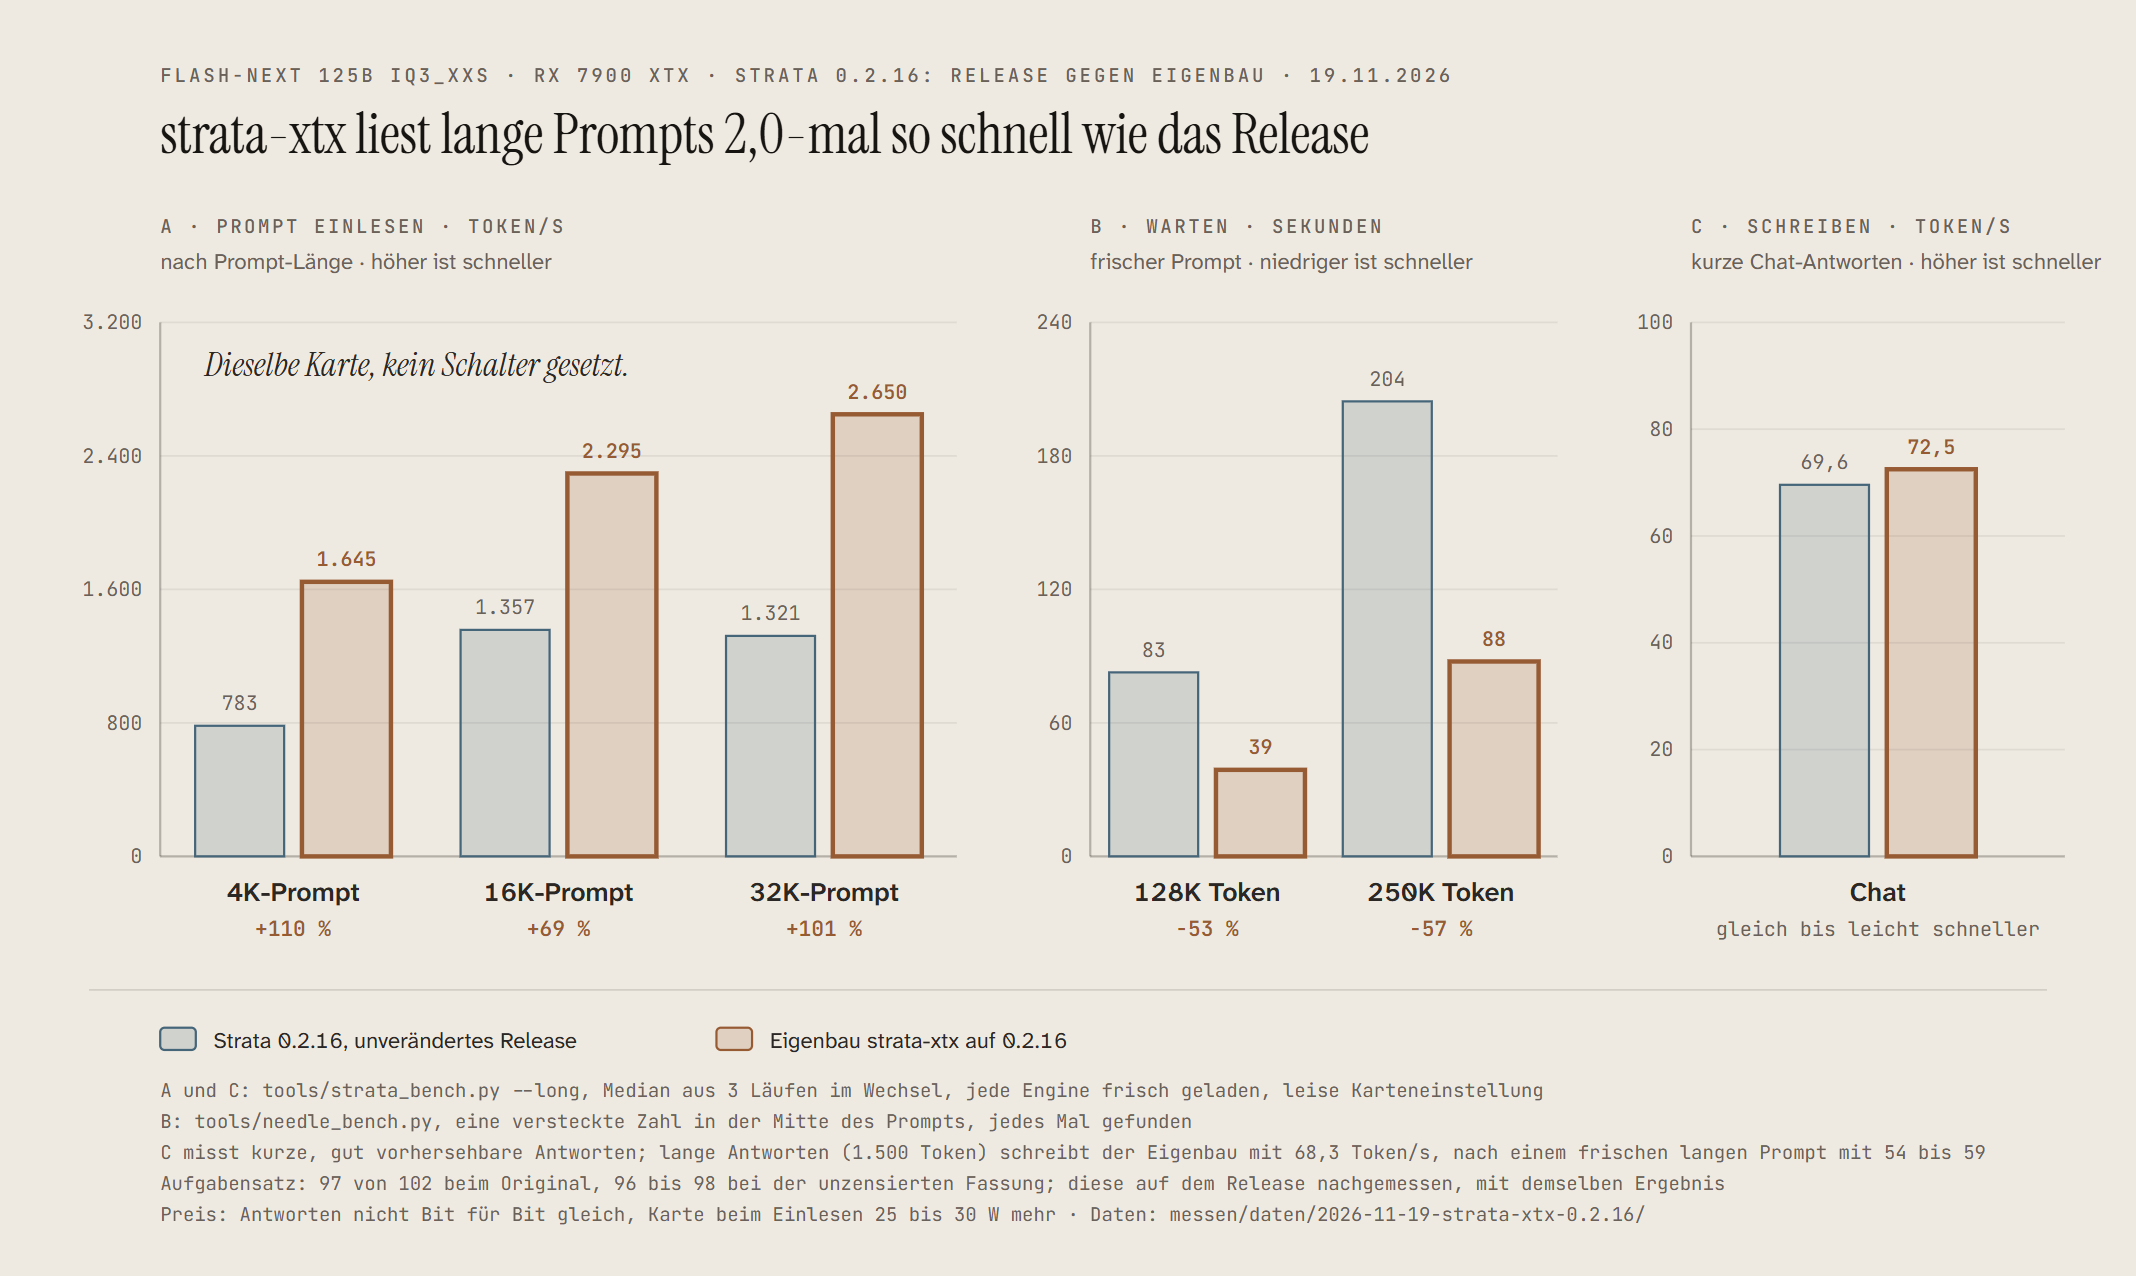 FLASH-NEXT 125B IQ3_XXS · RX 7900 XTX · STRATA 0.2.16: RELEASE GEGEN EIGENBAU · 19.11.2026
strata-xtx liest lange Prompts 2,0-mal so schnell wie das Release
A · PROMPT EINLESEN · TOKEN/S
nach Prompt-Länge · höher ist schneller
3.200
2.400
1.600
800
0
Dieselbe Karte, kein Schalter gesetzt.
783
1.645
1.357
2.295
1.321
2.650
4K-Prompt
+110 %
16K-Prompt
+69 %
32K-Prompt
+101 %
B · WARTEN · SEKUNDEN
frischer Prompt · niedriger ist schneller
240
180
120
60
0
83
39
204
88
128K Token
-53 %
250K Token
-57 %
C · SCHREIBEN · TOKEN/S
kurze Chat-Antworten · höher ist schneller
100
80
60
40
20
0
69,6
72,5
Chat
gleich bis leicht schneller
Strata 0.2.16, unverändertes Release
Eigenbau strata-xtx auf 0.2.16
A und C: tools/strata_bench.py --long, Median aus 3 Läufen im Wechsel, jede Engine frisch geladen, leise Karteneinstellung
B: tools/needle_bench.py, eine versteckte Zahl in der Mitte des Prompts, jedes Mal gefunden
C misst kurze, gut vorhersehbare Antworten; lange Antworten (1.500 Token) schreibt der Eigenbau mit 68,3 Token/s, nach einem frischen langen Prompt mit 54 bis 59
Aufgabensatz: 97 von 102 beim Original, 96 bis 98 bei der unzensierten Fassung; diese auf dem Release nachgemessen, mit demselben Ergebnis
Preis: Antworten nicht Bit für Bit gleich, Karte beim Einlesen 25 bis 30 W mehr · Daten: messen/daten/2026-11-19-strata-xtx-0.2.16/